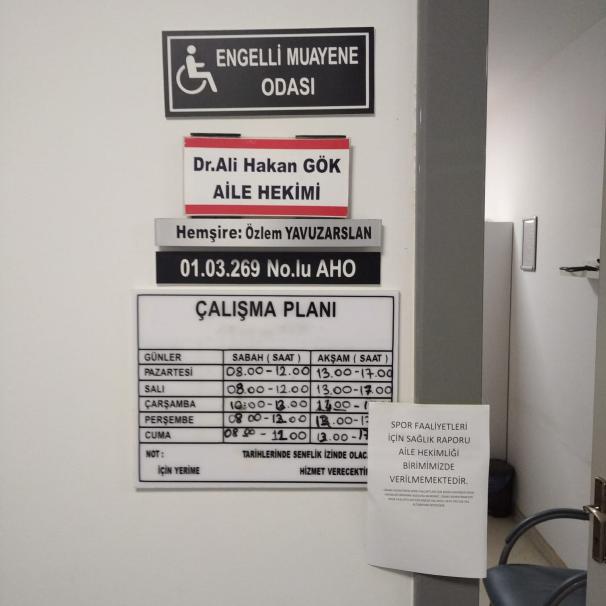 ENGELLİ MUAYENE
ODASI
Dr.Ali Hakan GÖK
AİLE HEKİMİ
Hemşire: Özlem YAVUZARSLAN
01.03.269 No.lu AHO
ÇALIŞMA PLANI
GÜNLER SABAH ( SAAT ) AKŞAM ( SAAT )
PAZARTESİ 08.00-12.00 13.00-17.00
SALI 08.00-12.00 13.00-17.00
ÇARŞAMBA
PERŞEMBE 08 00-12.00
CUMA
NOT : TARİHLERİNDE SENELİK İZİNDE
İÇİN YERİME HİZMET
SPOR FAALİYETLERİ
İÇİN SAĞLIK RAPORU
AİLE HEKİMLİĞİ
BİRİMİMİZDE
VERİLMEMEKTEDİR.